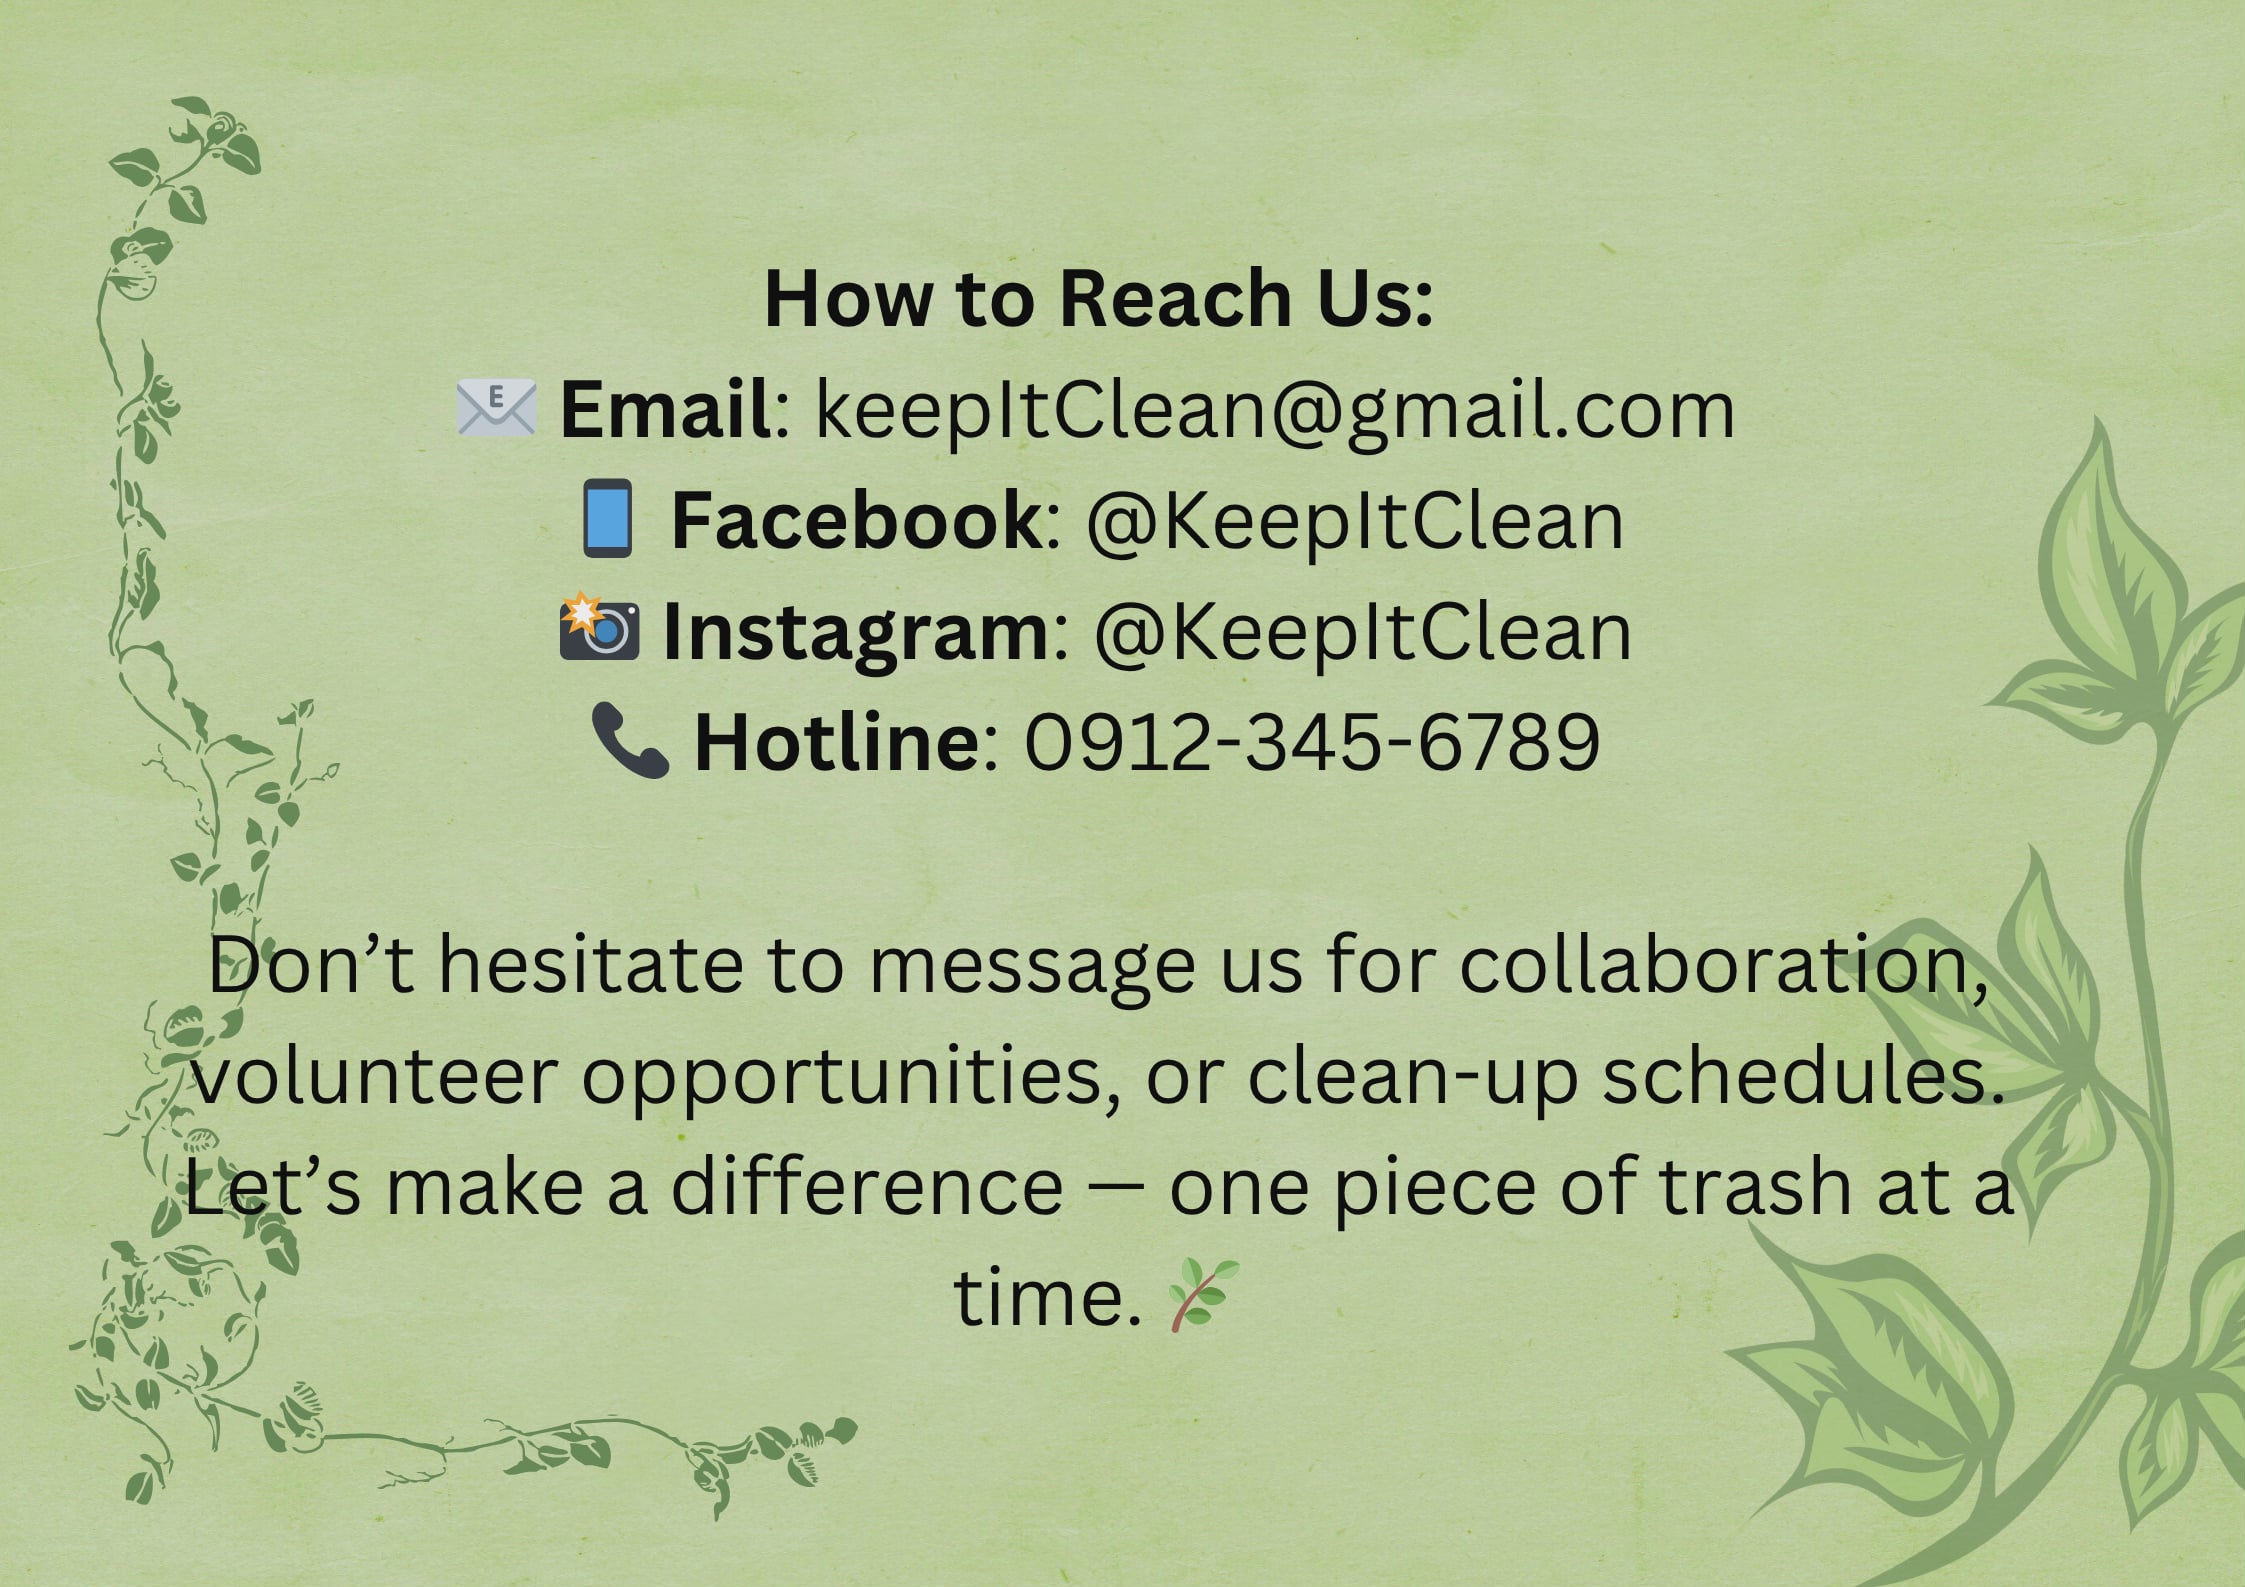 How to Reach Us:
📧 Email: keepItClean@gmail.com
📱 Facebook: @KeepItClean
📸 Instagram: @KeepItClean
📞 Hotline: 0912-345-6789
Don’t hesitate to message us for collaboration,
volunteer opportunities, or clean-up schedules.
Let’s make a difference — one piece of trash at a
time. 🌿